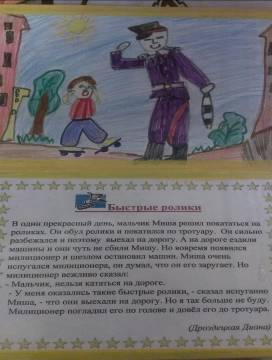 Быстрые ролики
В один прекрасный день, мальчик Миша решил покататься на
роликах. Он обул ролики и покатился по тротуару. Он сильно
разбежался и поэтому выехал на дорогу. А на дороге ездили
машины и они чуть не сбили Мишу. Но вовремя появился
милиционер и шезлом остановил машин. Миша очень
испугался милиционера, он думал, что он его заругает. Но
милиционер вежливо сказал:
- Мальчик, нельзя кататься на дороге.
- У меня оказались такие быстрые ролики, - сказал испуганно
Миша, - что они выехали на дорогу. Но я так больше не буду.
Милиционер погладил его по голове и довёл его до тротуара.
(Дроздецкая Диана)